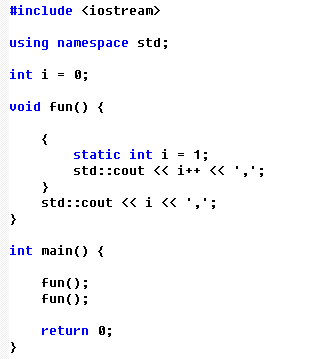 #include <iostream>
using namespace std;
int i = 0;
void fun() {
    {
        static int i = 1;
        std::cout << i++ << ',';
    }
    std::cout << i << ',';
}
int main() {
    fun();
    fun();
    return 0;
}